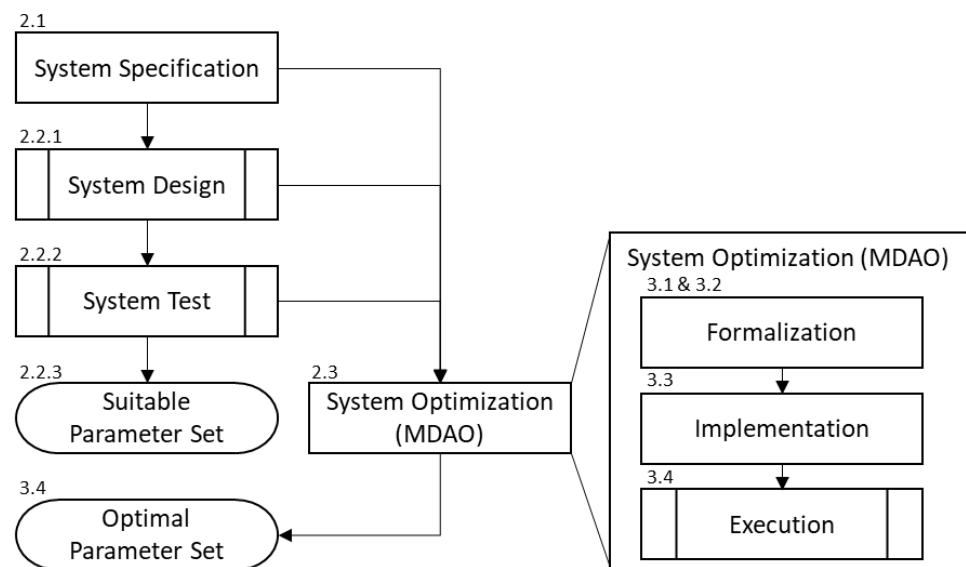 2.1
System Specification
2.2.1
System Design
2.2.2
System Test
2.2.3
Suitable
Parameter Set
3.4
Optimal
Parameter Set
2.3
System Optimization
(MDAO)
System Optimization (MDAO)
3.1 & 3.2
Formalization
3.3
Implementation
3.4
Execution